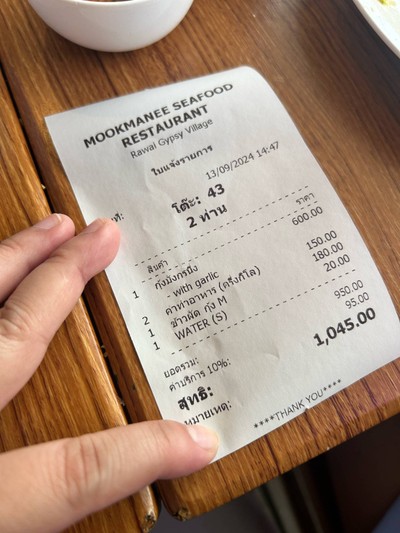 MOOKMANEE SEAFOOD
RESTAURANT
Rawai Gypsy Village
ใบแจ้งรายการ
13/09/2024 14:47
ที่:
โต๊ะ: 43
2 ท่าน
สินค้า ราคา
1 กุ้งมังกรนึ่ง 600.00
- with garlic
2 ค่าทำอาหาร (ครึ่งกิโล) 150.00
1 ข้าวผัด กุ้ง M 180.00
1 WATER (S) 20.00
ยอดรวม: 950.00
ค่าบริการ 10%: 95.00
สุทธิ: 1,045.00
หมายเหตุ:
****THANK YOU****